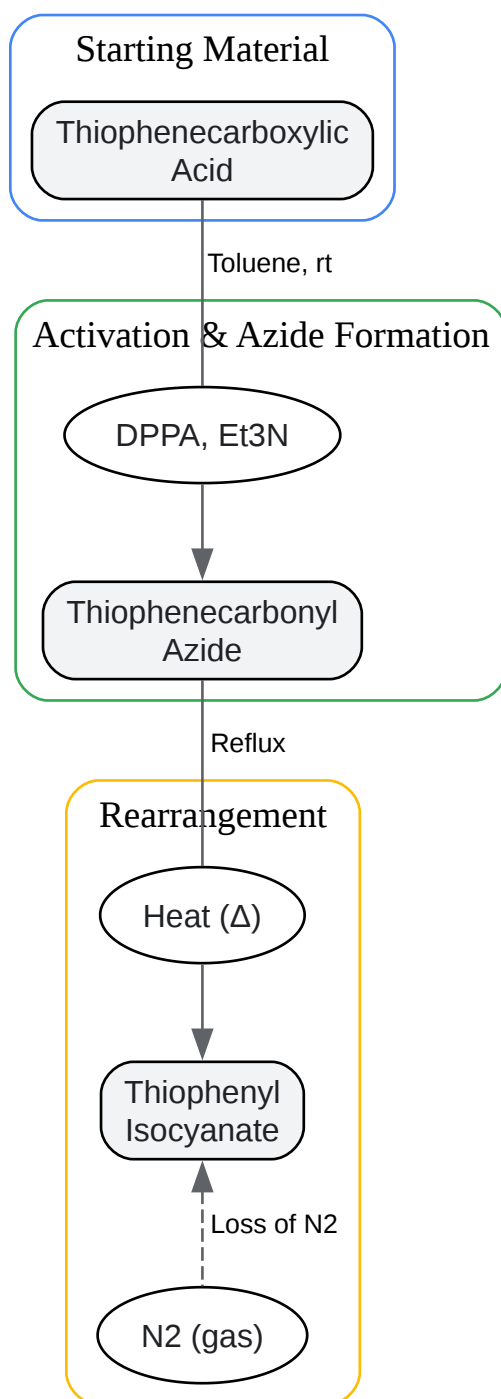 Starting Material
Thiophenecarboxylic
Acid
Toluene, rt
Activation & Azide Formation
DPPA, Et3N
Thiophenecarbonyl
Azide
Reflux
Rearrangement
Heat (Δ)
Thiophenyl
Isocyanate
Loss of N2
N2 (gas)